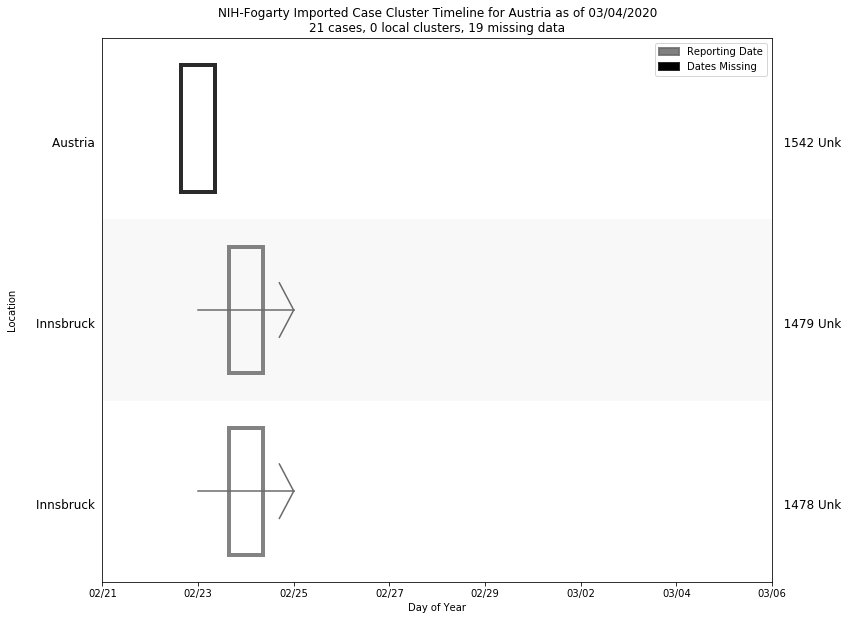 NIH-Fogarty Imported Case Cluster Timeline for Austria as of 03/04/2020
21 cases, 0 local clusters, 19 missing data
Reporting Date
Dates Missing
Austria
1542 Unk
Location
Innsbruck
1479 Unk
Innsbruck
1478 Unk
02/21 02/23 02/25 02/27 02/29 03/02 03/04 03/06
Day of Year